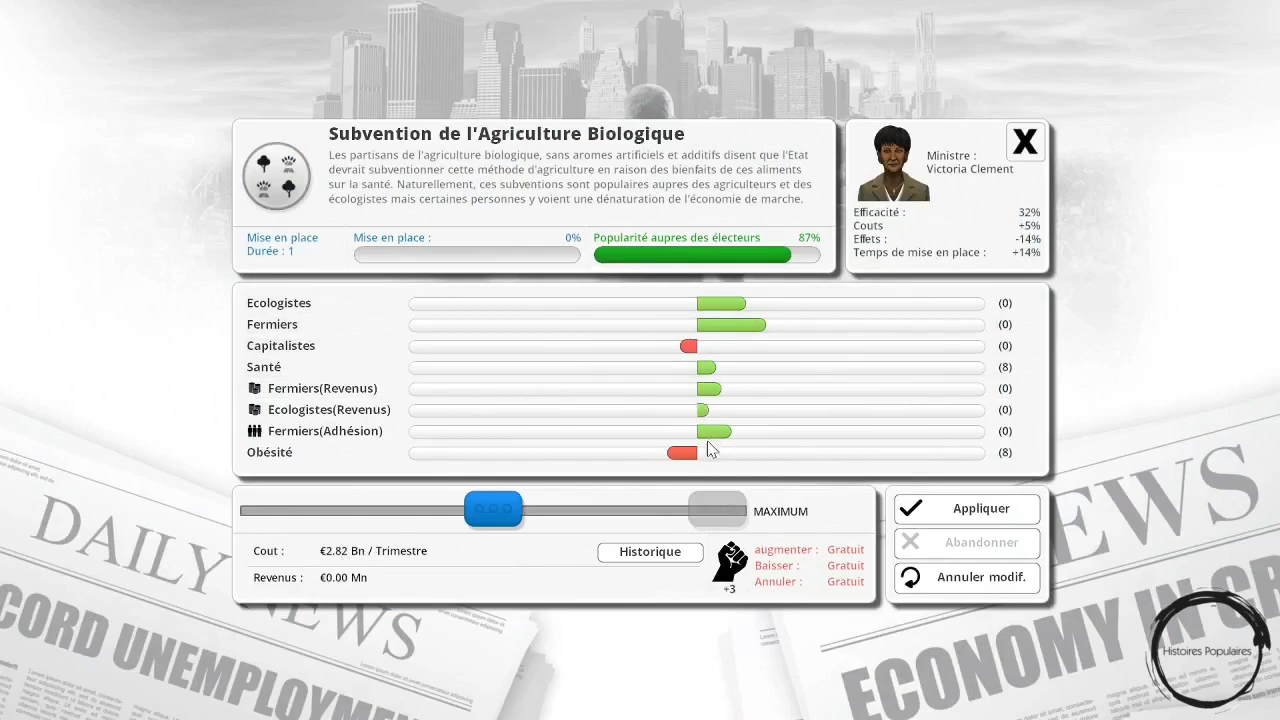 Subvention de l'Agriculture Biologique
Les partisans de l'agriculture biologique, sans aromes artificiels et additifs disent que l'Etat
devrait subventionner cette méthode d'agriculture en raison des bienfaits de ces aliments
sur la santé. Naturellement, ces subventions sont populaires aupres des agriculteurs et des
écologistes mais certaines personnes y voient une dénaturation de l'économie de marche.
Mise en place
Durée : 1
Mise en place : 0%
Popularité aupres des électeurs 87%
X
Ministre :
Victoria Clement
Efficacité : 32%
Couts +5%
Effets : -14%
Temps de mise en place : +14%
Ecologistes (0)
Fermiers (0)
Capitalistes (0)
Santé (8)
Fermiers(Revenus) (0)
Ecologistes(Revenus) (0)
Fermiers(Adhésion) (0)
Obésité (8)
MAXIMUM
Cout : €2.82 Bn / Trimestre
Revenus : €0.00 Mn
Historique
+3
augmenter : Gratuit
Baisser : Gratuit
Annuler : Gratuit
Appliquer
Abandonner
Annuler modif.
DAILY NEWS
CORD UNEMPLOYME
NEWS
ECONOMY IN CR
Histoires Populaires